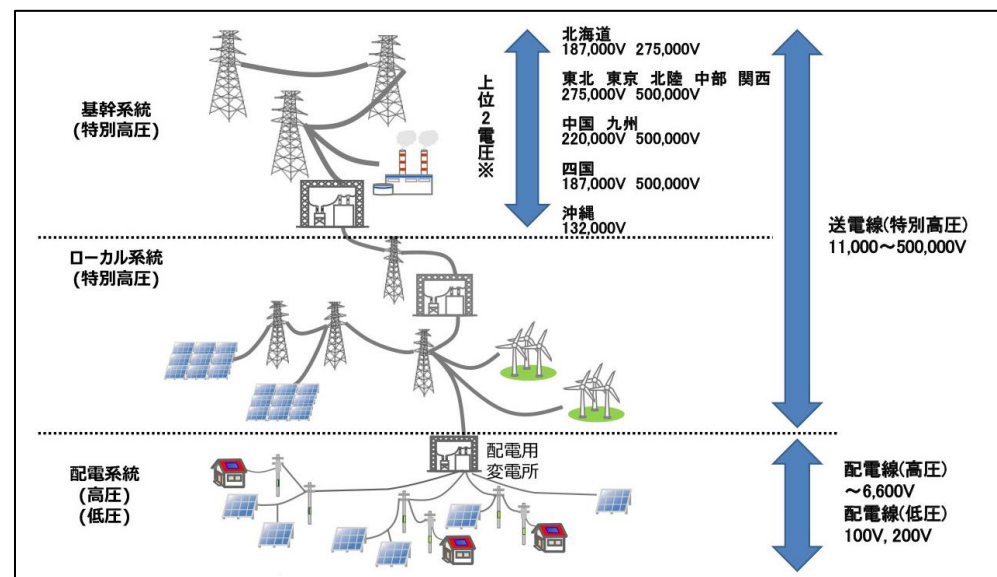 基幹系統
(特別高圧)
上位2電圧※
北海道
187,000V 275,000V
東北 東京 北陸 中部 関西
275,000V 500,000V
中国 九州
220,000V 500,000V
四国
187,000V 500,000V
沖縄
132,000V
送電線(特別高圧)
11,000～500,000V
ローカル系統
(特別高圧)
配電用
変電所
配電系統
(高圧)
(低圧)
配電線(高圧)
～6,600V
配電線(低圧)
100V, 200V